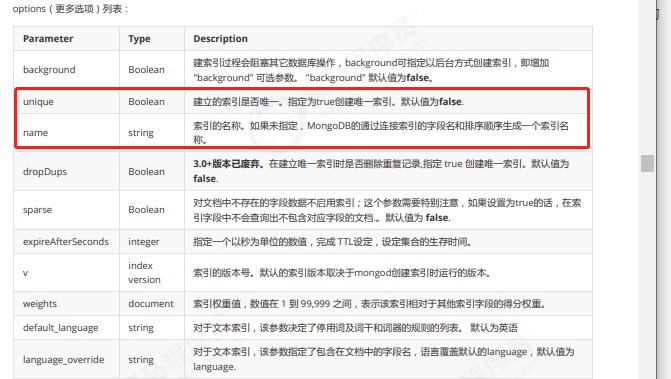 options（更多选项）列表：
Parameter Type Description
background Boolean 建索引过程会阻塞其它数据库操作，background可指定以后台方式创建索引，即增加
"background" 可选参数。 "background" 默认值为false。
unique Boolean 建立的索引是否唯一。指定为true创建唯一索引。默认值为false.
name string 索引的名称。如果未指定，MongoDB的通过连接索引的字段名和排序顺序生成一个索引名
称。
dropDups Boolean 3.0+版本已废弃。在建立唯一索引时是否删除重复记录,指定 true 创建唯一索引。默认值为
false.
sparse Boolean 对文档中不存在的字段数据不启用索引；这个参数需要特别注意，如果设置为true的话，在索
引字段中不会查询出不包含对应字段的文档.。默认值为 false.
expireAfterSeconds integer 指定一个以秒为单位的数值，完成 TTL设定，设定集合的生存时间。
v index
version 索引的版本号。默认的索引版本取决于mongod创建索引时运行的版本。
weights document 索引权重值，数值在 1 到 99,999 之间，表示该索引相对于其他索引字段的得分权重。
default_language string 对于文本索引，该参数决定了停用词及词干和词器的规则的列表。 默认为英语
language_override string 对于文本索引，该参数指定了包含在文档中的字段名，语言覆盖默认的language，默认值为
language.